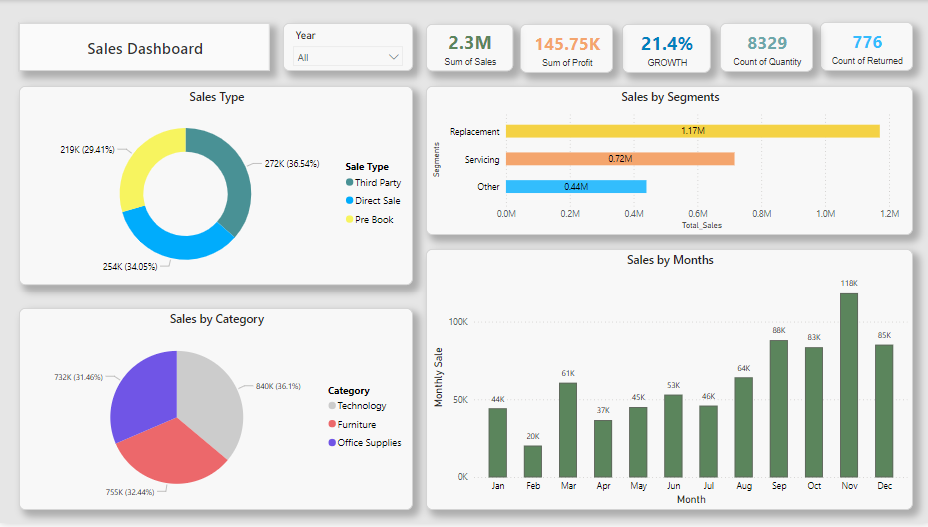 Sales Dashboard
Year
All
2.3M
Sum of Sales
145.75K
Sum of Profit
21.4%
GROWTH
8329
Count of Quantity
776
Count of Returned
Sales Type
219K (29.41%)
272K (36.54%)
254K (34.05%)
Sale Type
Third Party
Direct Sale
Pre Book
Sales by Segments
Segments
Replacement
1.17M
Servicing
0.72M
Other
0.44M
0.0M 0.2M 0.4M 0.6M 0.8M 1.0M 1.2M
Total_Sales
Sales by Category
732K (31.46%)
840K (36.1%)
755K (32.44%)
Category
Technology
Furniture
Office Supplies
Sales by Months
Monthly Sale
100K
50K
0K
44K 20K 61K 37K 45K 53K 46K 64K 88K 83K 118K 85K
Jan Feb Mar Apr May Jun Jul Aug Sep Oct Nov Dec
Month